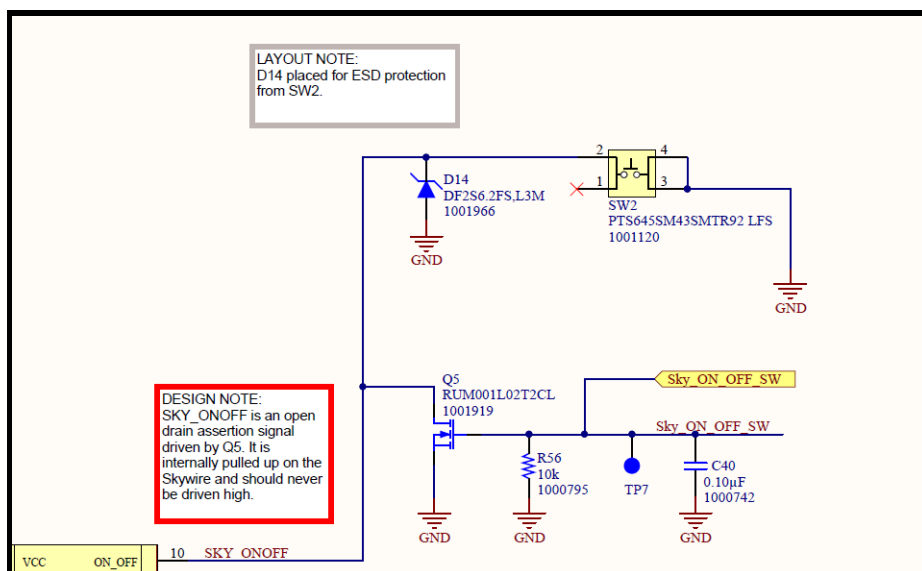 LAYOUT NOTE:
D14 placed for ESD protection
from SW2.
2
4
1
3
D14
DF2S6.2FS,L3M
1001966
SW2
PTS645SM43SMTR92 LFS
1001120
GND
GND
DESIGN NOTE:
SKY_ONOFF is an open
drain assertion signal
driven by Q5. It is
internally pulled up on the
Skywire and should never
be driven high.
Q5
RUM001L02T2CL
1001919
Sky_ON_OFF_SW
Sky_ON_OFF_SW
R56
10k
1000795
TP7
C40
0.10µF
1000742
GND
GND
GND
VCC
ON_OFF
10
SKY_ONOFF